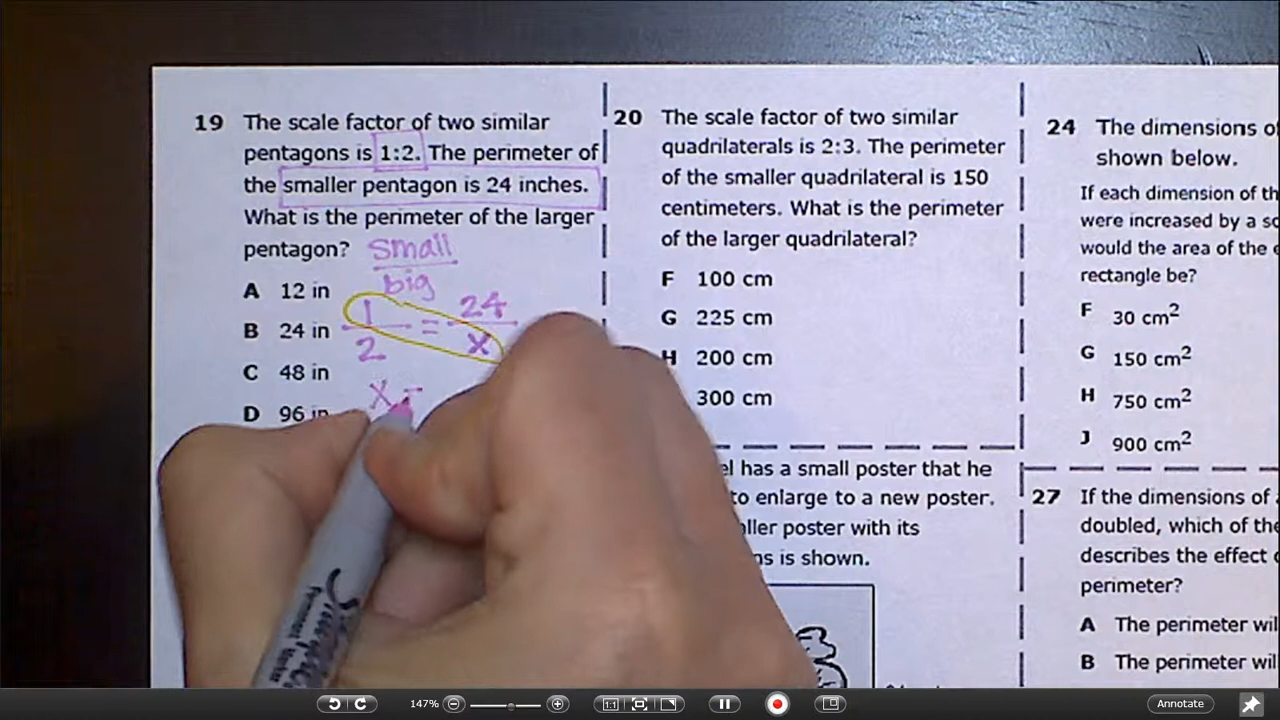 19 The scale factor of two similar
pentagons is 1:2. The perimeter of
the smaller pentagon is 24 inches.
What is the perimeter of the larger
pentagon?
small
big
A 12 in
B 24 in
C 48 in
D 96 in
1/2 = 24/x
x =
20 The scale factor of two similar
quadrilaterals is 2:3. The perimeter
of the smaller quadrilateral is 150
centimeters. What is the perimeter
of the larger quadrilateral?
F 100 cm
G 225 cm
H 200 cm
300 cm
has a small poster that he
to enlarge to a new poster.
poster with its
is shown.
24 The dimensions
shown below.
If each dimension of
were increased by a
would the area of the
rectangle be?
F 30 cm²
G 150 cm²
H 750 cm²
J 900 cm²
27 If the dimensions of
doubled, which of the
describes the effect
perimeter?
A The perimeter
B The perimeter
Sharpie
147%
1:1
Annotate